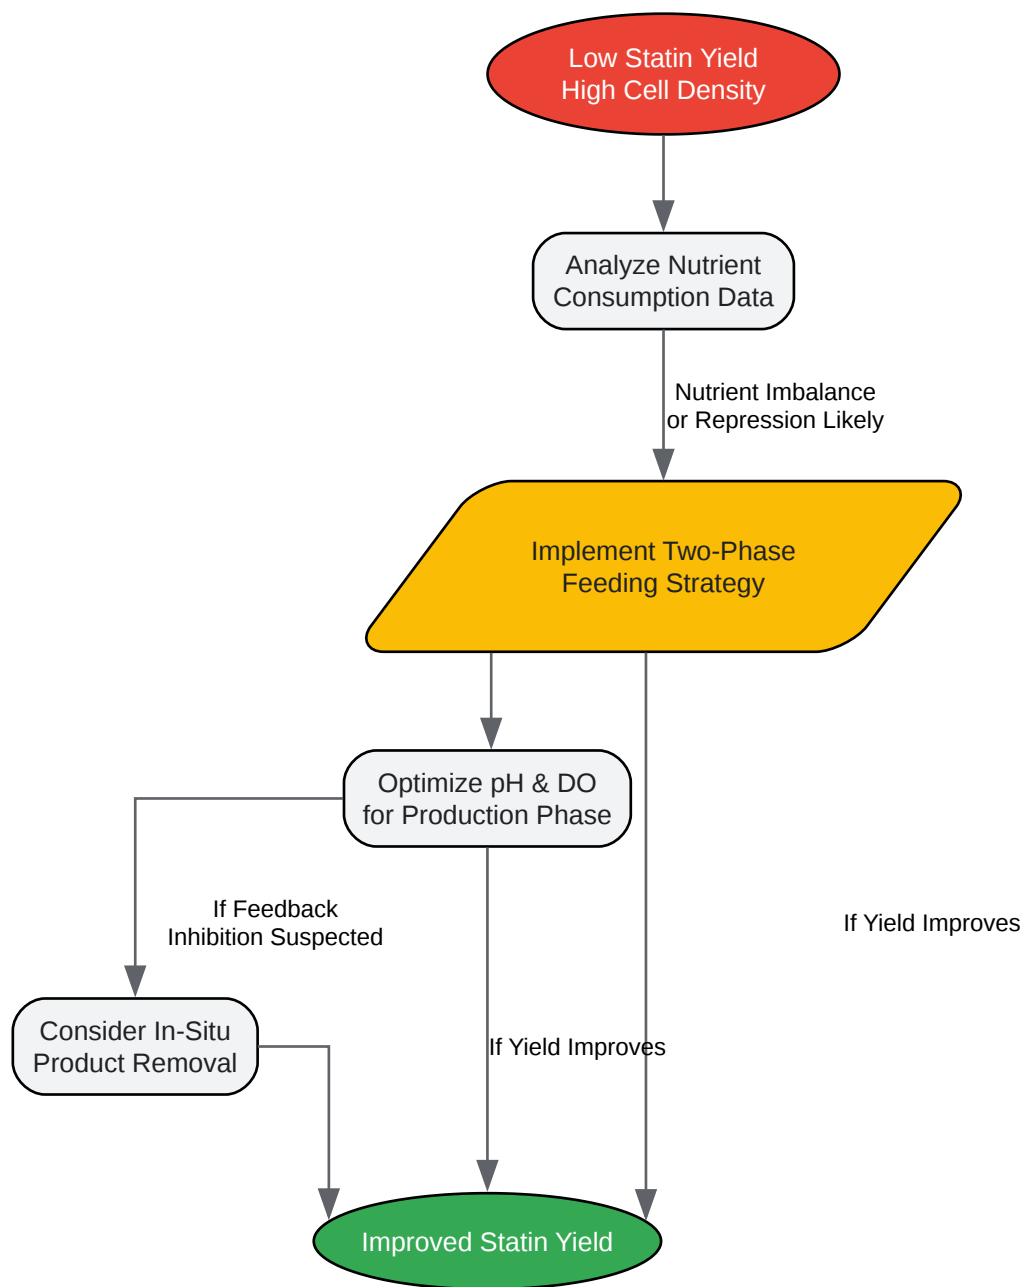 Low Statin Yield
High Cell Density
Analyze Nutrient
Consumption Data
Nutrient Imbalance
or Repression Likely
Implement Two-Phase
Feeding Strategy
Optimize pH & DO
for Production Phase
If Feedback
Inhibition Suspected
If Yield Improves
Consider In-Situ
Product Removal
If Yield Improves
Improved Statin Yield